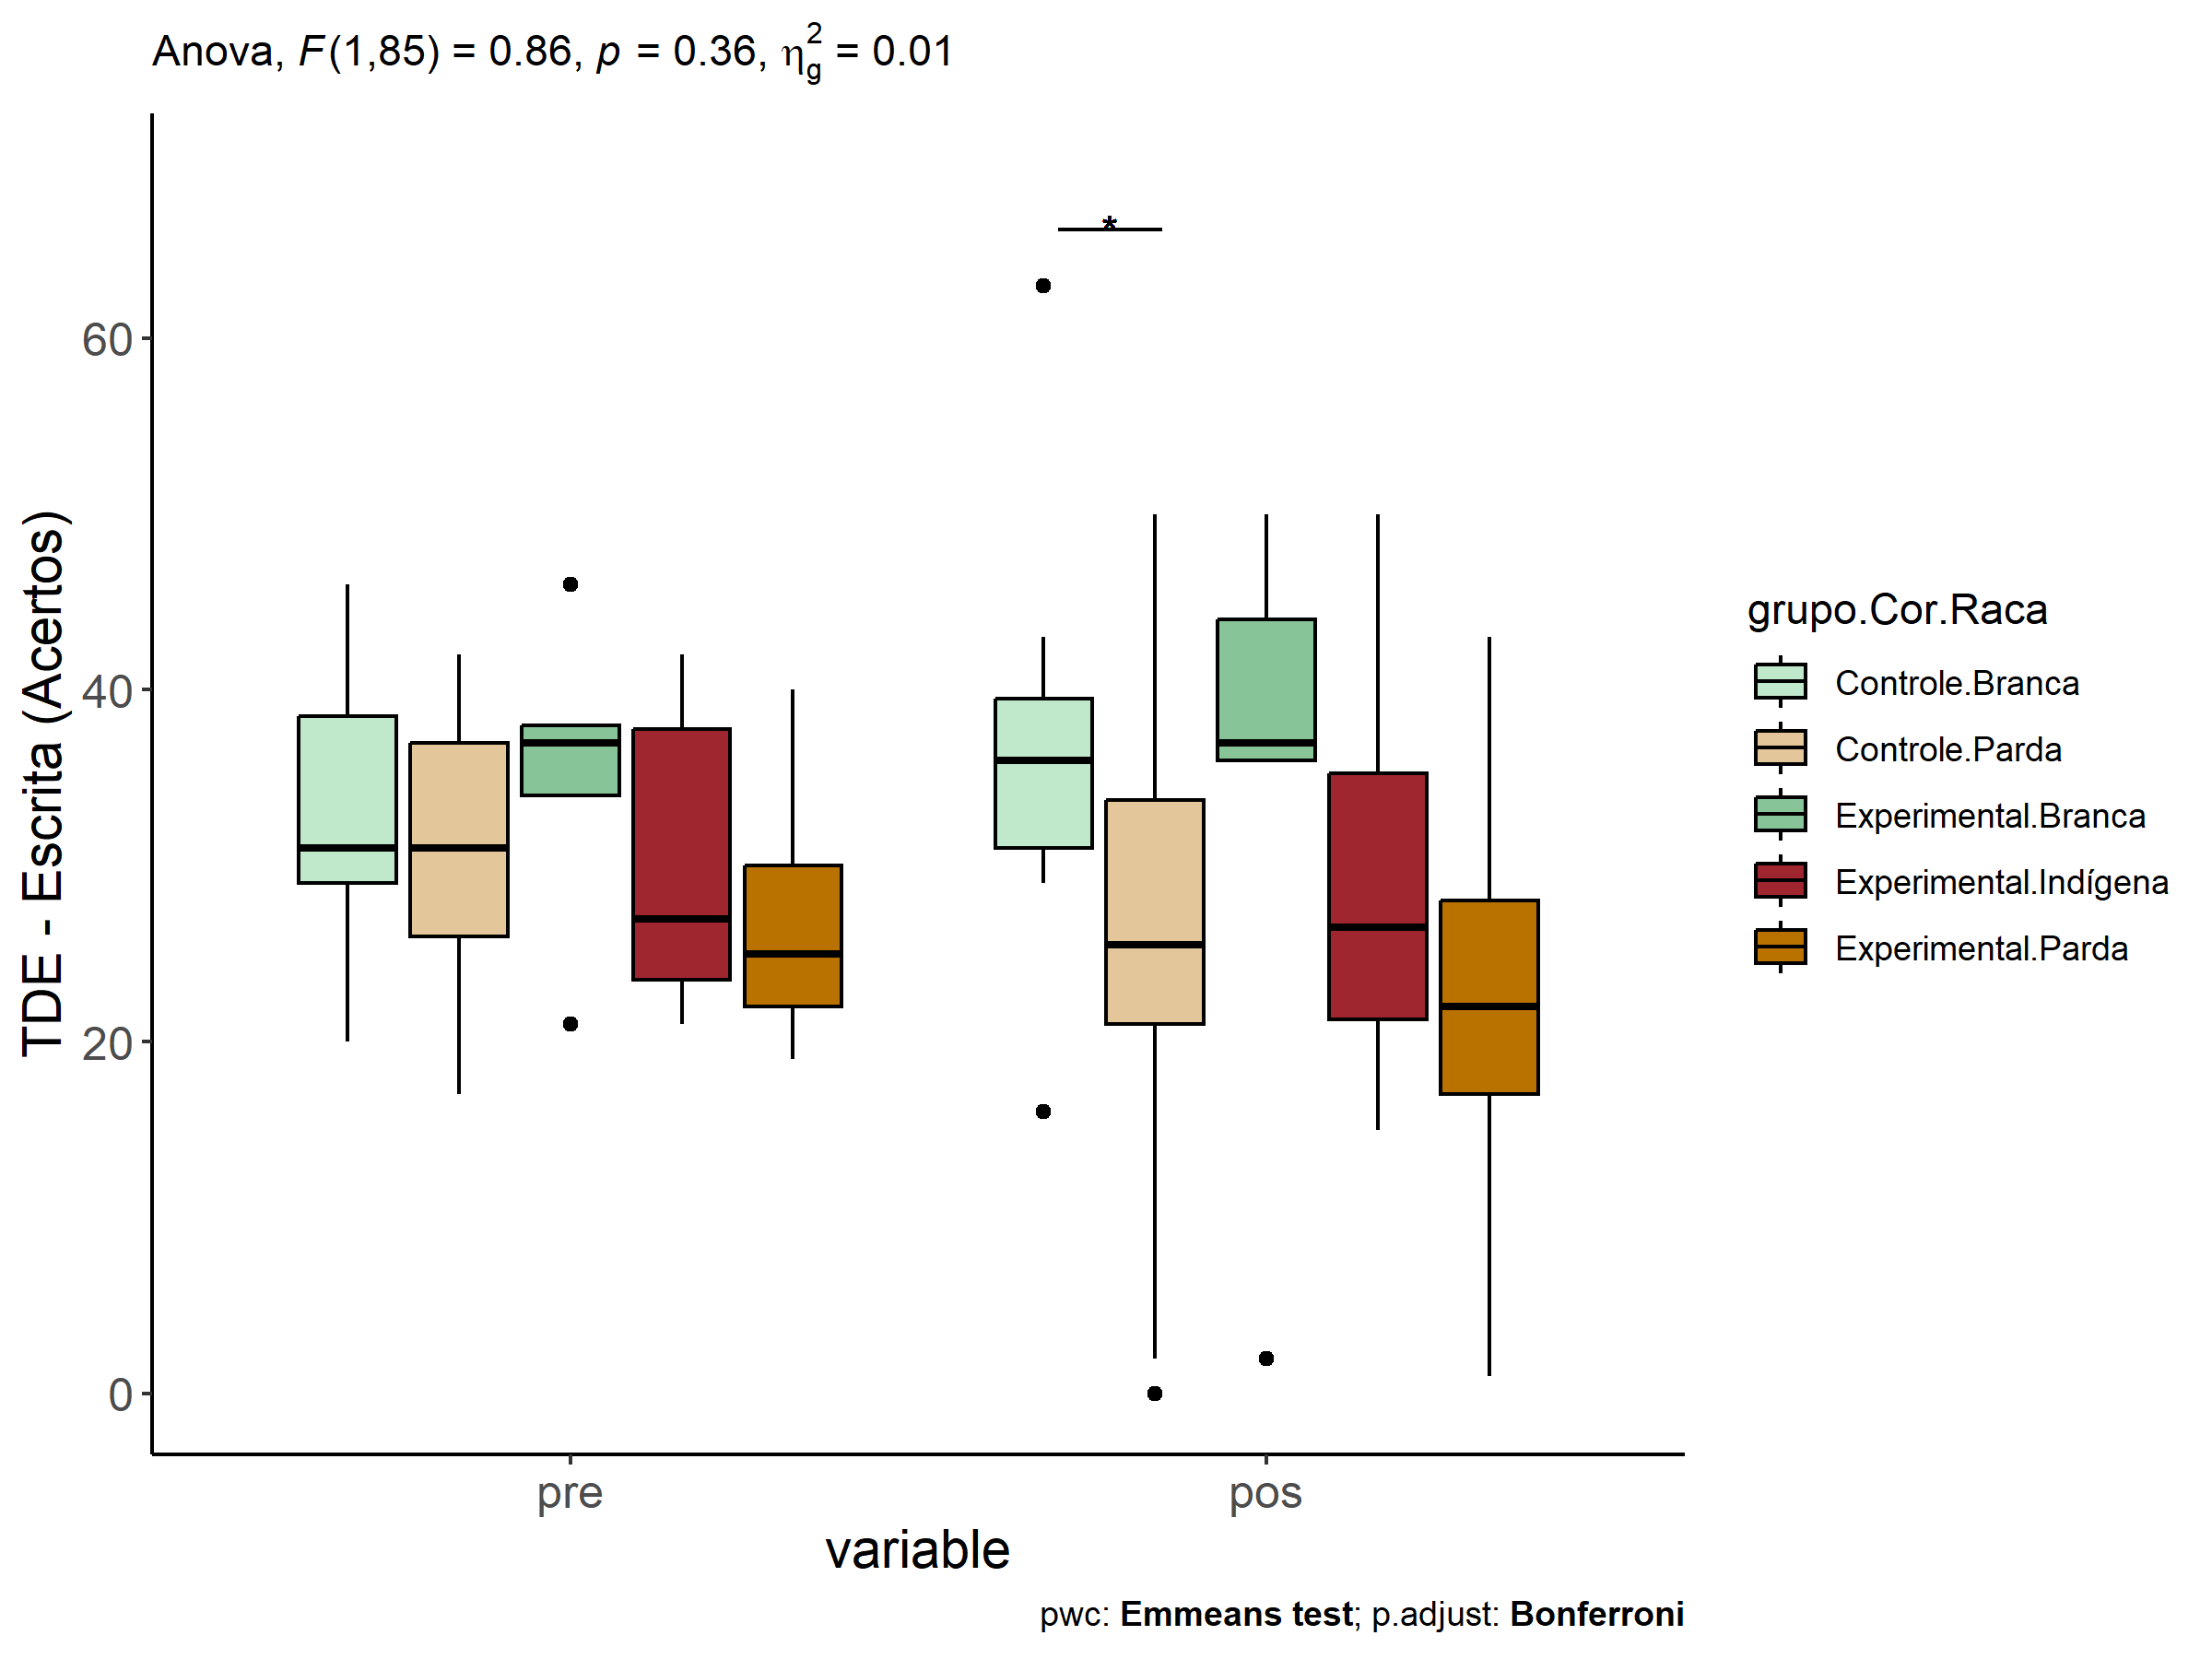 Anova, F(1,85) = 0.86, p = 0.36, η²g = 0.01
*
TDE - Escrita (Acertos)
60
40
20
0
pre
pos
variable
grupo.Cor.Raca
Controle.Branca
Controle.Parda
Experimental.Branca
Experimental.Indígena
Experimental.Parda
pwc: Emmeans test; p.adjust: Bonferroni